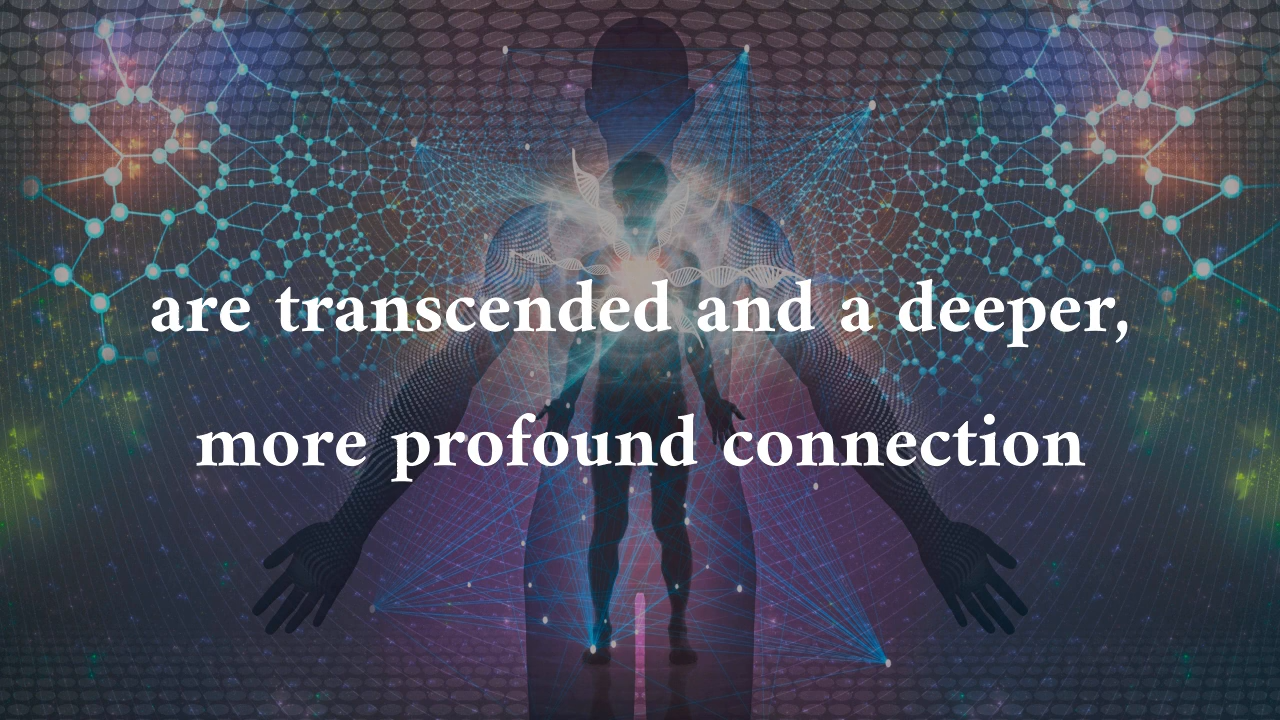 are transcended and a deeper,
more profound connection